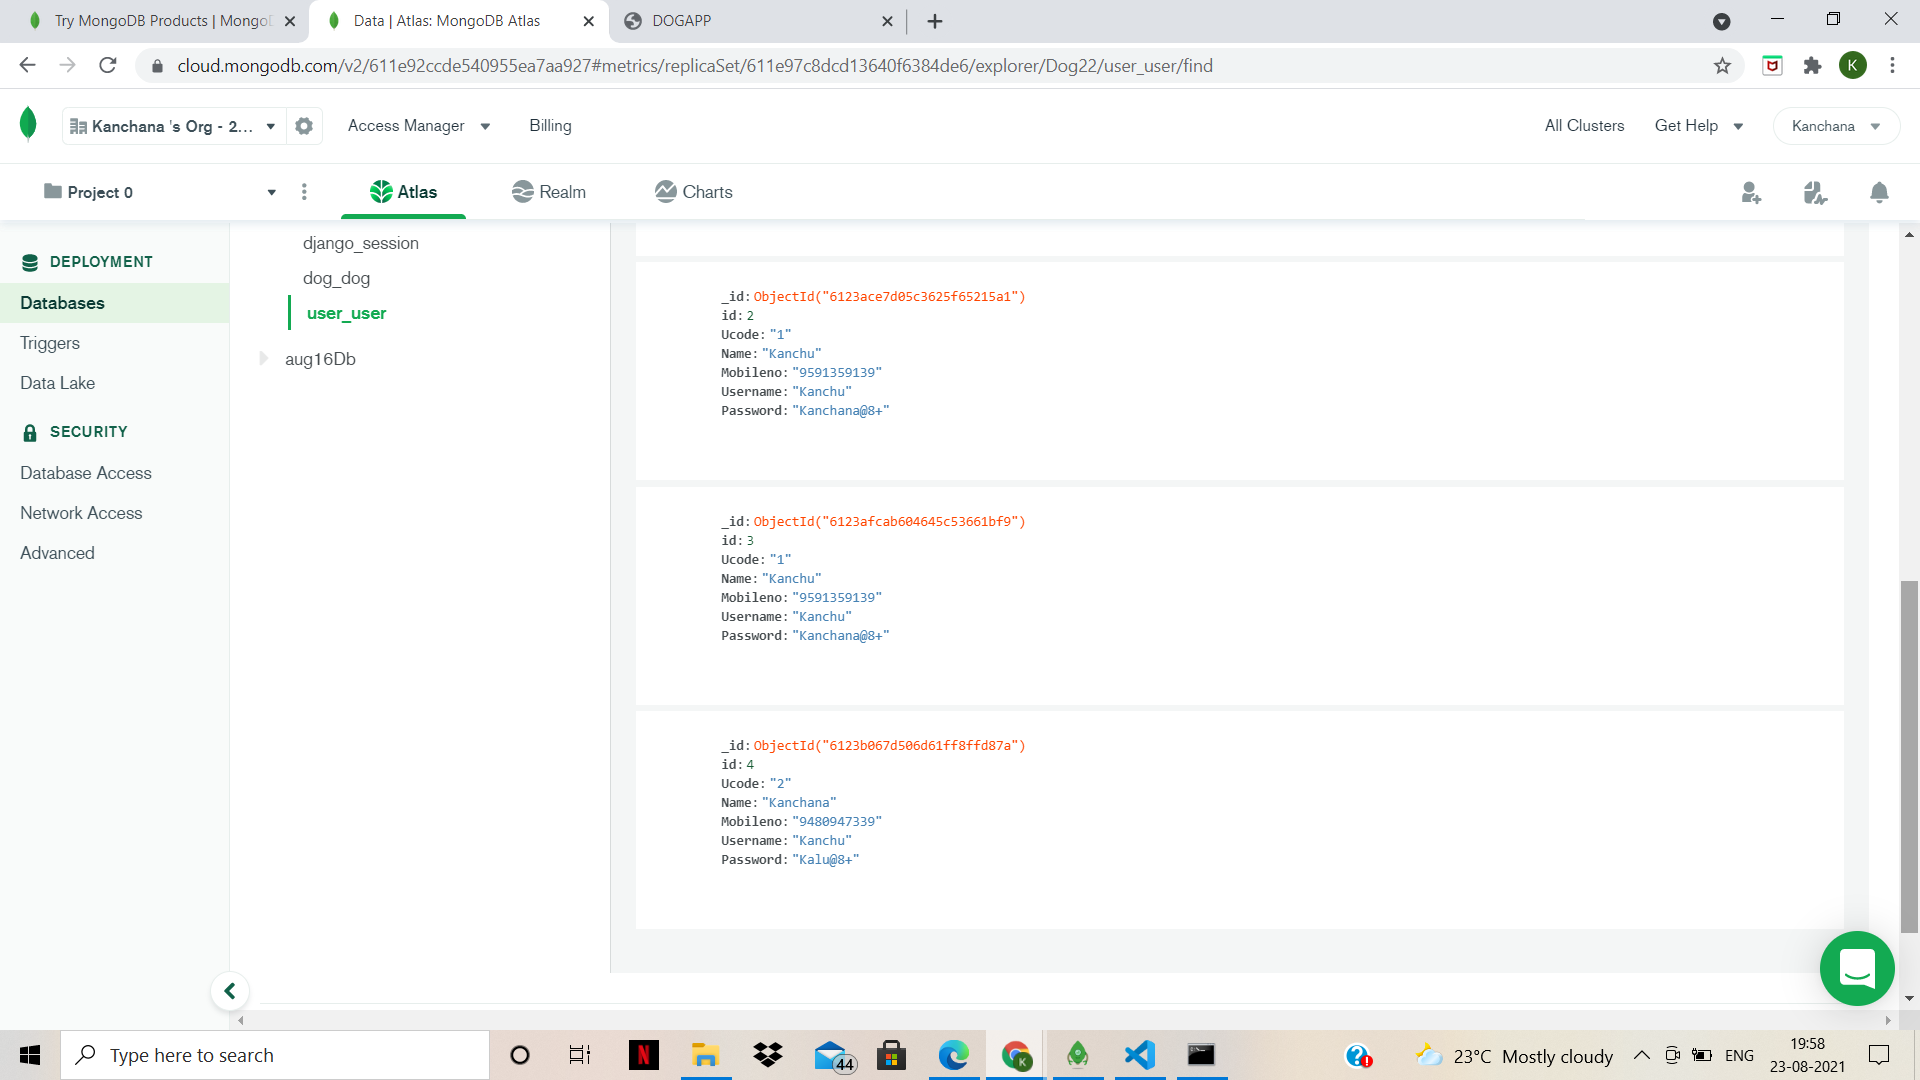 Try MongoDB Products | MongoD
Data | Atlas: MongoDB Atlas
DOGAPP
cloud.mongodb.com/v2/611e92ccde540955ea7aa927#metrics/replicaSet/611e97c8dcd13640f6384de6/explorer/Dog22/user_user/find
K
Kanchana 's Org - 2...
Access Manager
Billing
All Clusters
Get Help
Kanchana
Project 0
Atlas
Realm
Charts
DEPLOYMENT
Databases
Triggers
Data Lake
SECURITY
Database Access
Network Access
Advanced
django_session
dog_dog
user_user
aug16Db
_id: ObjectId("6123ace7d05c3625f65215a1")
id: 2
Ucode: "1"
Name: "Kanchu"
Mobileno: "9591359139"
Username: "Kanchu"
Password: "Kanchana@8+"
_id: ObjectId("6123afcab604645c53661bf9")
id: 3
Ucode: "1"
Name: "Kanchu"
Mobileno: "9591359139"
Username: "Kanchu"
Password: "Kanchana@8+"
_id: ObjectId("6123b067d506d61ff8ffd87a")
id: 4
Ucode: "2"
Name: "Kanchana"
Mobileno: "9480947339"
Username: "Kanchu"
Password: "Kalu@8+"
Type here to search
N
44
K
23°C Mostly cloudy
ENG
19:58
23-08-2021